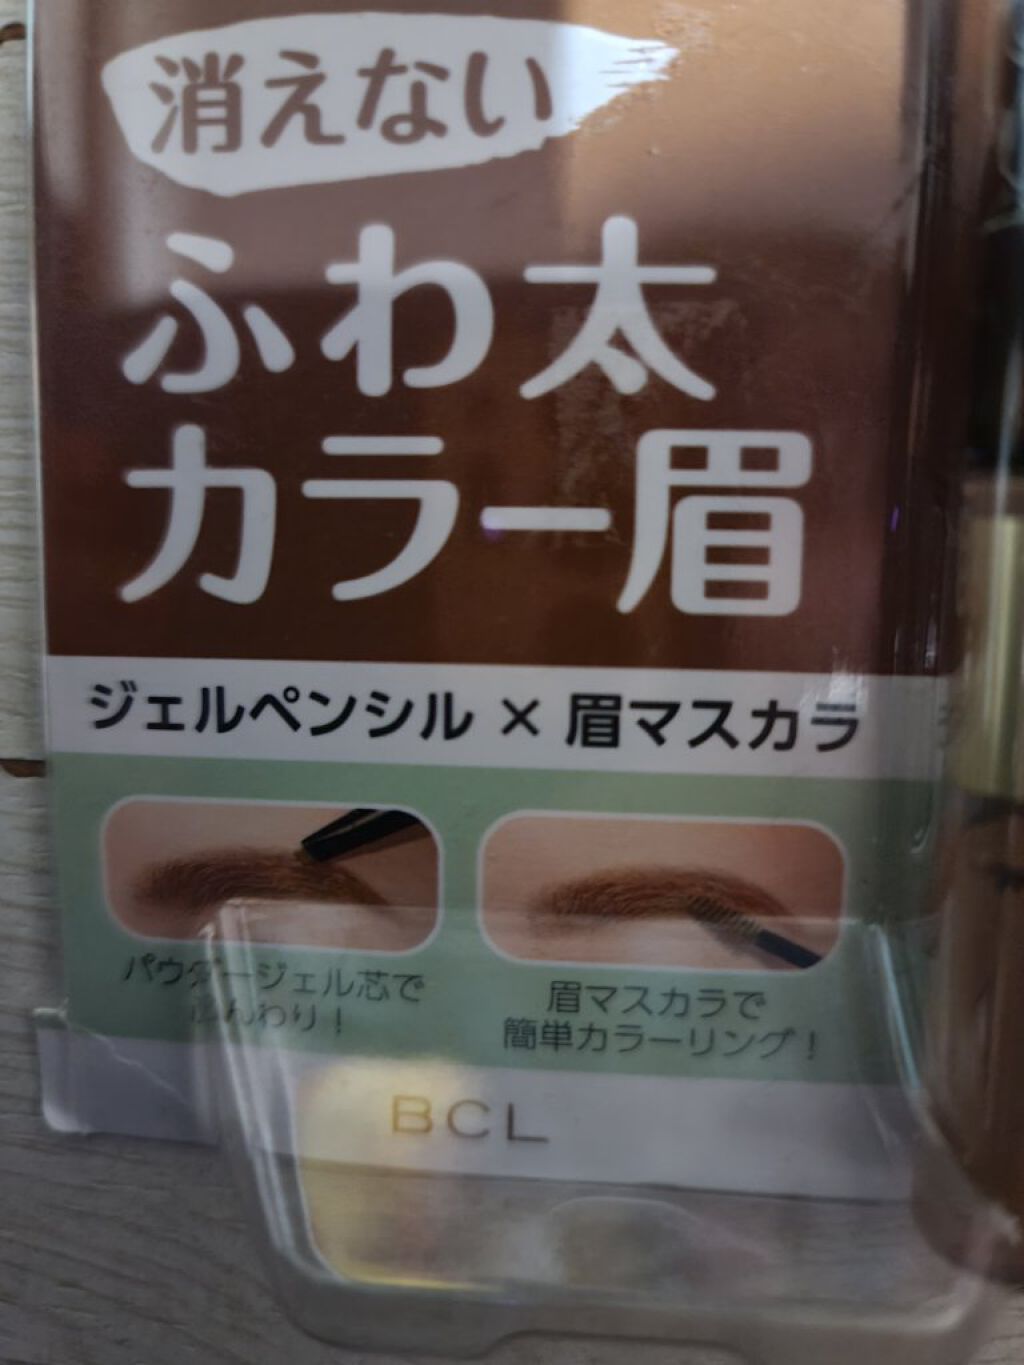 消えない
ふわ太
カラー眉
ジェルペンシル × 眉マスカラ
パウダージェル芯で
ふんわり！
眉マスカラで
簡単カラーリング！
BCL